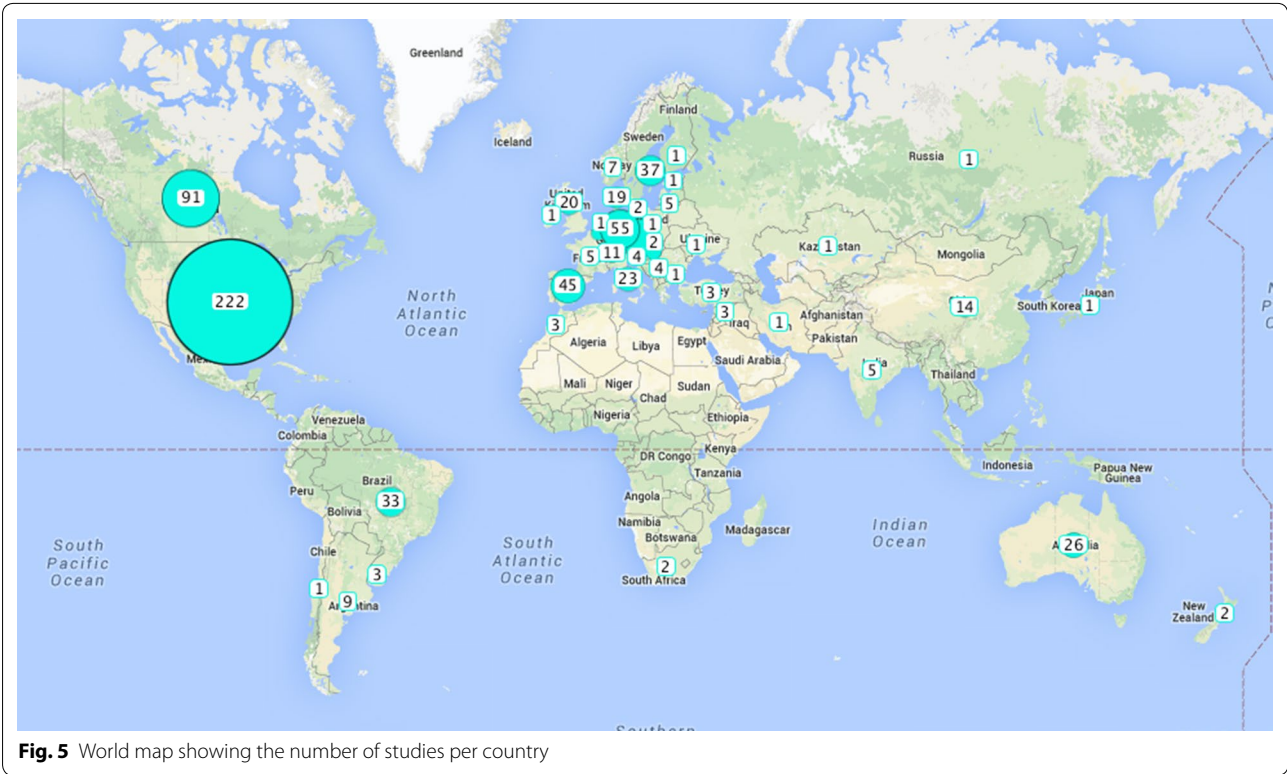 Greenland
Iceland
Finland
Sweden
1
Russia
1
7
37
1
91
United
20
19
2
5
1
1
55
1
2
1
Kaz
1
stan
Mongolia
5
11
4
4
1
23
45
222
North
Atlantic
Ocean
3
3
1
Iraq
Afghanistan
Pakistan
14
South Korea
Japan
1
3
Algeria
Libya
Egypt
Saudi Arabia
5
Thailand
Mali
Niger
Chad
Sudan
Nigeria
Ethiopia
Venezuela
Colombia
DR Congo
Kenya
Tanzania
Indonesia
Papua New
Guinea
Peru
Brazil
33
Bolivia
Angola
Namibia
Botswana
Madagascar
Indian
Ocean
26
South
Pacific
Ocean
South
Atlantic
Ocean
Chile
3
1
9
2
South Africa
New
Zealand
2
Fig. 5 World map showing the number of studies per country